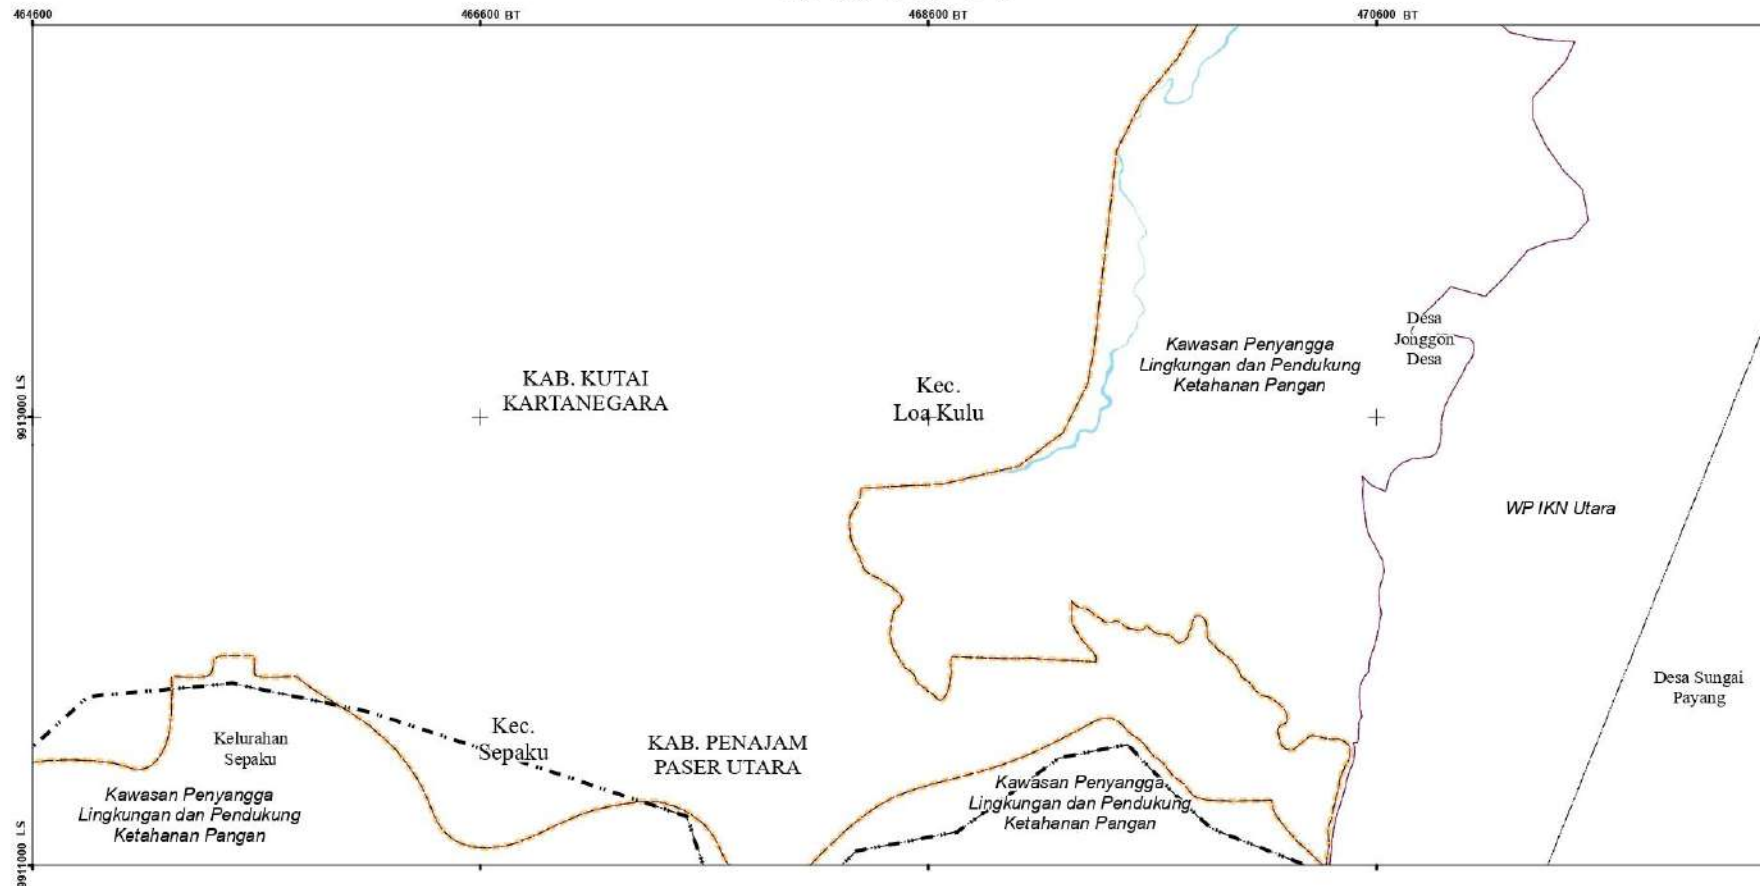 464600
466600 BT
468600 BT
470600 BT
9913000 LS
9911000 LS
KAB. KUTAI
KARTANEGARA
Kec.
Loa Kulu
Kawasan Penyangga
Lingkungan dan Pendukung
Ketahanan Pangan
Desa
Jonggon
Desa
WP IKN Utara
Desa Sungai
Payang
Kelurahan
Sepaku
Kec.
Sepaku
KAB. PENAJAM
PASER UTARA
Kawasan Penyangga
Lingkungan dan Pendukung
Ketahanan Pangan
Kawasan Penyangga
Lingkungan dan Pendukung
Ketahanan Pangan